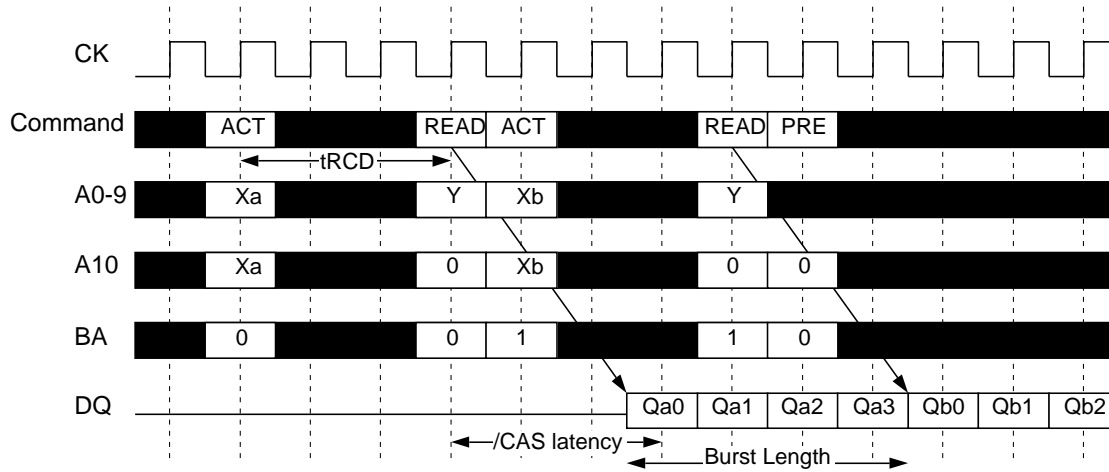 CK
Command ACT READ ACT READ PRE
tRCD
A0-9 Xa Y Xb Y
A10 Xa 0 Xb 0 0
BA 0 0 1 1 0
DQ Qa0 Qa1 Qa2 Qa3 Qb0 Qb1 Qb2
/CAS latency
Burst Length